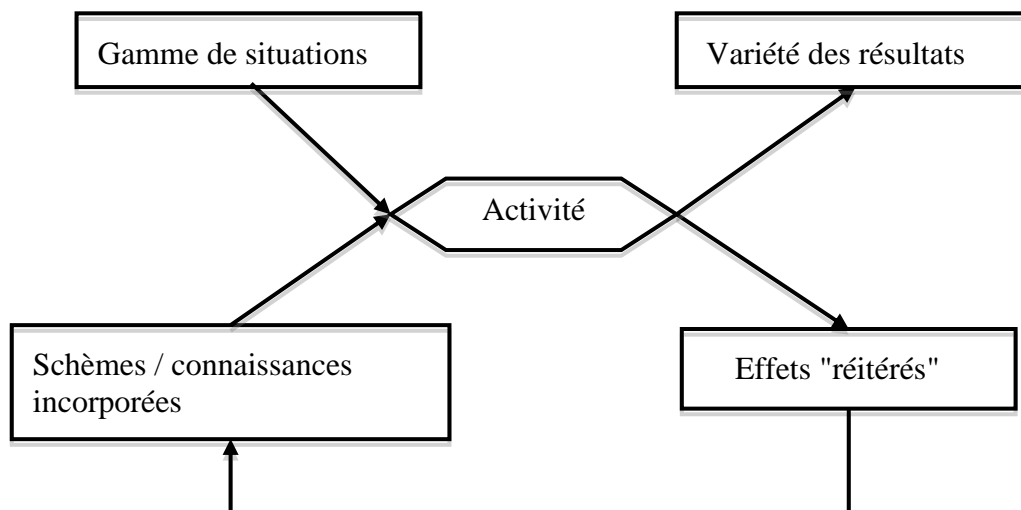 Gamme de situations
Variété des résultats
Activité
Schèmes / connaissances
incorporées
Effets "réitérés"